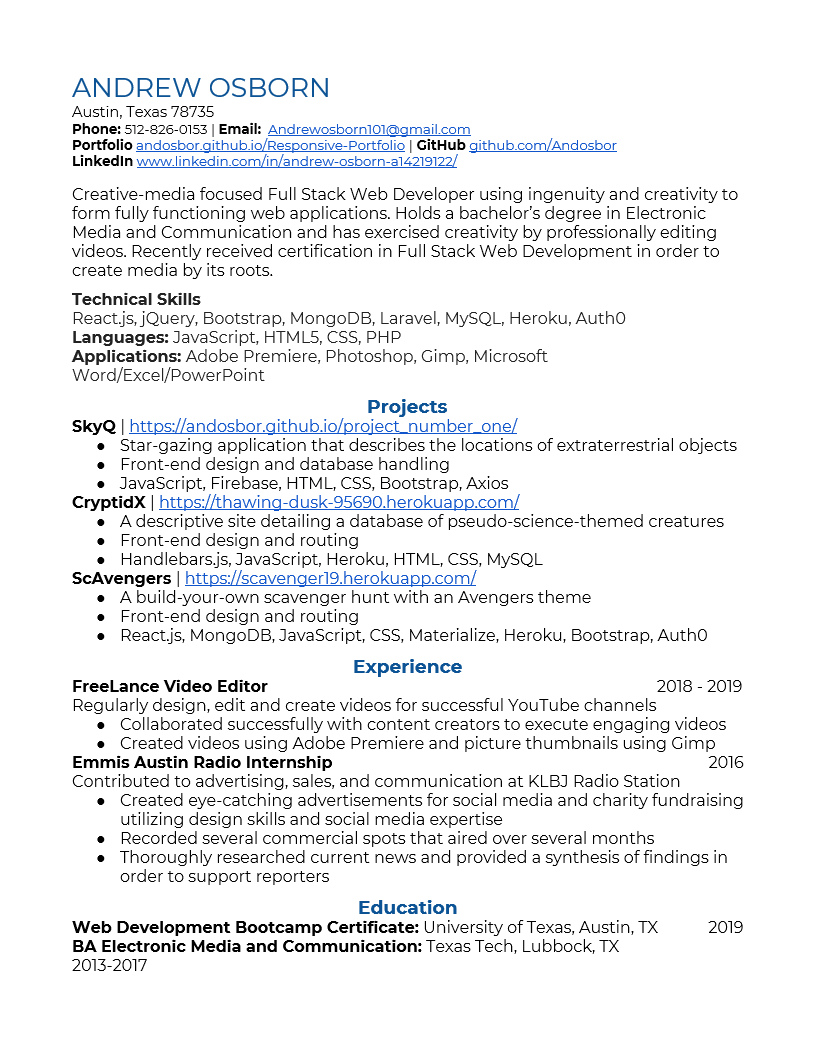 ANDREW OSBORN
Austin, Texas 78735
Phone: 512-826-0153 | Email: Andrewosborn101@gmail.com
Portfolio andosbor.github.io/Responsive-Portfolio | GitHub github.com/Andosbor
LinkedIn www.linkedin.com/in/andrew-osborn-a14219122/
Creative-media focused Full Stack Web Developer using ingenuity and creativity to
form fully functioning web applications. Holds a bachelor’s degree in Electronic
Media and Communication and has exercised creativity by professionally editing
videos. Recently received certification in Full Stack Web Development in order to
create media by its roots.
Technical Skills
React.js, jQuery, Bootstrap, MongoDB, Laravel, MySQL, Heroku, Auth0
Languages: JavaScript, HTML5, CSS, PHP
Applications: Adobe Premiere, Photoshop, Gimp, Microsoft
Word/Excel/PowerPoint
Projects
SkyQ | https://andosbor.github.io/project_number_one/
● Star-gazing application that describes the locations of extraterrestrial objects
● Front-end design and database handling
● JavaScript, Firebase, HTML, CSS, Bootstrap, Axios
CryptidX | https://thawing-dusk-95690.herokuapp.com/
● A descriptive site detailing a database of pseudo-science-themed creatures
● Front-end design and routing
● Handlebars.js, JavaScript, Heroku, HTML, CSS, MySQL
ScAvengers | https://scavenger19.herokuapp.com/
● A build-your-own scavenger hunt with an Avengers theme
● Front-end design and routing
● React.js, MongoDB, JavaScript, CSS, Materialize, Heroku, Bootstrap, Auth0
Experience
FreeLance Video Editor 2018 - 2019
Regularly design, edit and create videos for successful YouTube channels
● Collaborated successfully with content creators to execute engaging videos
● Created videos using Adobe Premiere and picture thumbnails using Gimp
Emmis Austin Radio Internship 2016
Contributed to advertising, sales, and communication at KLBJ Radio Station
● Created eye-catching advertisements for social media and charity fundraising
utilizing design skills and social media expertise
● Recorded several commercial spots that aired over several months
● Thoroughly researched current news and provided a synthesis of findings in
order to support reporters
Education
Web Development Bootcamp Certificate: University of Texas, Austin, TX 2019
BA Electronic Media and Communication: Texas Tech, Lubbock, TX
2013-2017